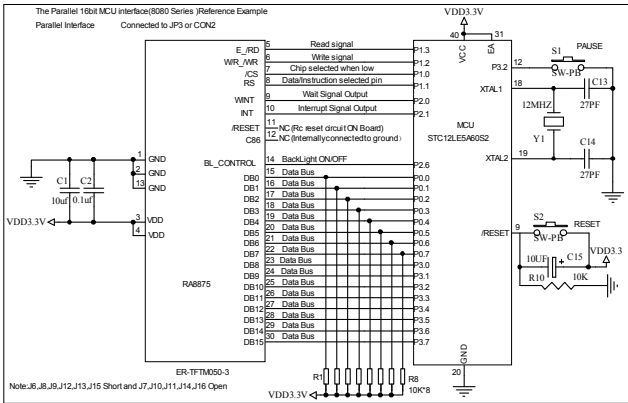 The Parallel 16bit MCU interface(8080 Series )Reference Example
Parallel Interface Connected to JP3 or CON2
VDD3.3V
E_/RD 5 Read signal P1.3
W/R_/WR 6 Write signal P1.2
/CS 7 Chip selected when low P1.0
RS 8 Data/Instruction selected pin P1.1
WINT 9 Wait Signal Output P2.0
INT 10 Interrupt Signal Output P2.1
/RESET 11 NC (Rc reset circuit ON Board)
C86 12 NC (Internally connected to ground)
BL_CONTROL 14 BackLight ON/OFF P2.6
DB0 15 Data Bus P0.0
DB1 16 Data Bus P0.1
DB2 17 Data Bus P0.2
DB3 18 Data Bus P0.3
DB4 19 Data Bus P0.4
DB5 20 Data Bus P0.5
DB6 21 Data Bus P0.6
DB7 22 Data Bus P0.7
DB8 23 Data Bus P3.0
DB9 24 Data Bus P3.1
DB10 25 Data Bus P3.2
DB11 26 Data Bus P3.3
DB12 27 Data Bus P3.4
DB13 28 Data Bus P3.5
DB14 29 Data Bus P3.6
DB15 30 Data Bus P3.7
1 GND
2 GND
13 GND
3 VDD
4 VDD
C1 C2
10uf 0.1uf
VDD3.3V
RA8875
ER-TFTM050-3
40 31
VCC EA
MCU
STC12LE5A60S2
P3.2 12
XTAL1 18
XTAL2 19
/RESET 9
GND
20
S1 PAUSE
SW-PB
C13
27PF
12MHZ
Y1
C14
27PF
S2 RESET
SW-PB
VDD3.3
10UF + C15
R10 10K
R1 R8
10K*8
VDD3.3V
Note:J6,J8,J9,J12,J13,J15 Short and J7,J10,J11,J14,J16 Open